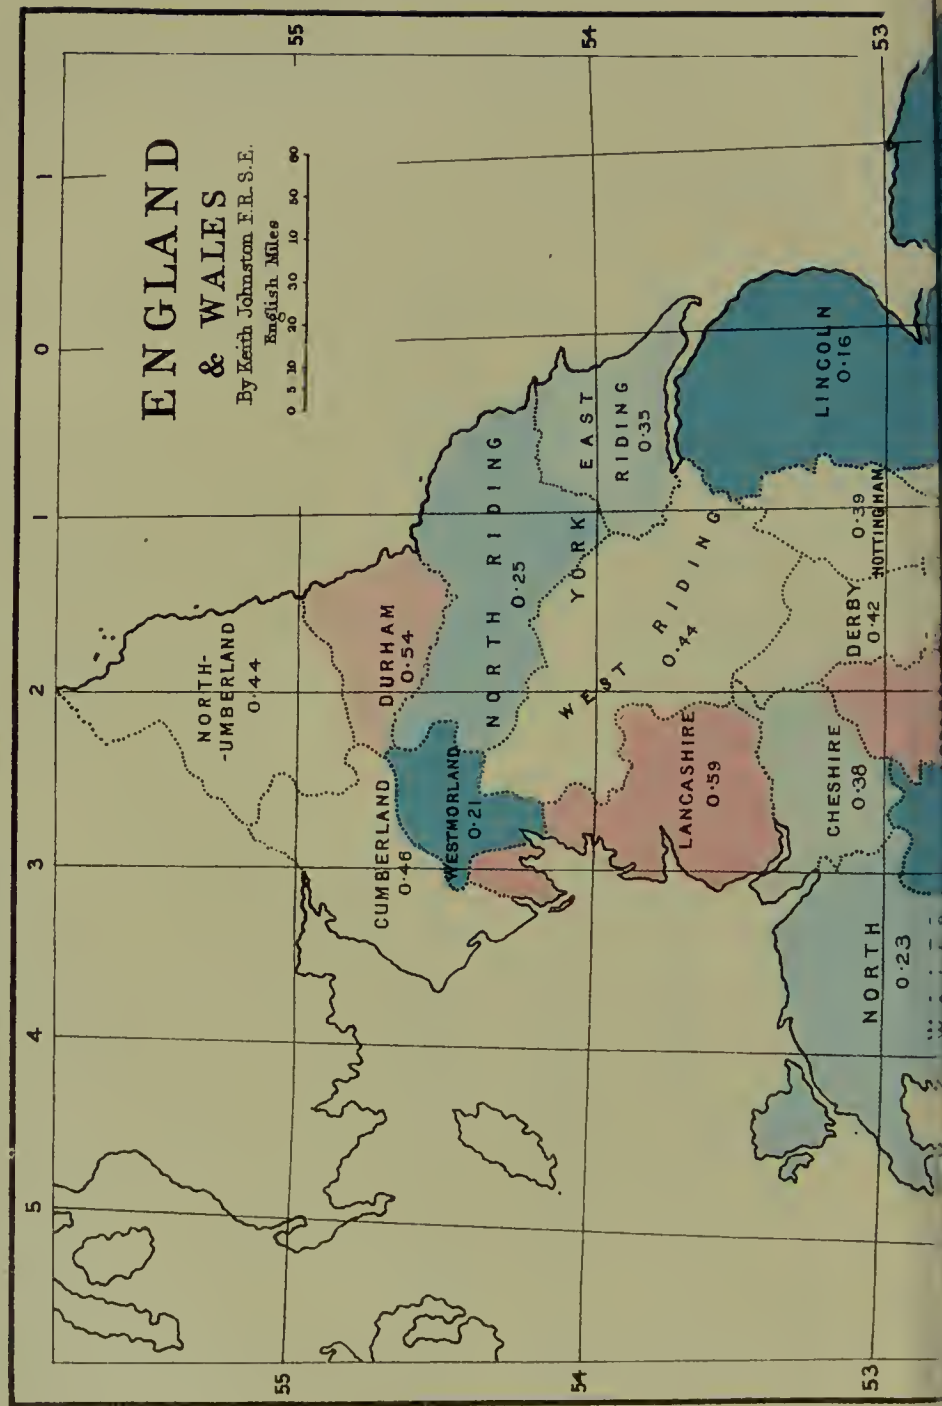 ENGLAND
& WALES
By Keith Johnston F.R.S.E.
English Miles
0 5 10 20 30 10 50 60
55
54
53
1
0
1
2
3
4
5
55
54
53
NORTH-
-UMBERLAND
0·44
DURHAM
0·54
CUMBERLAND
0·46
WESTMORLAND
0·21
NORTH RIDING
0·25
YORK
EAST
RIDING
0·35
WEST RIDING
0·44
LANCASHIRE
0·59
LINCOLN
0·16
CHESHIRE
0·38
DERBY
0·42
0·39
NOTTINGHAM
NORTH
0·23